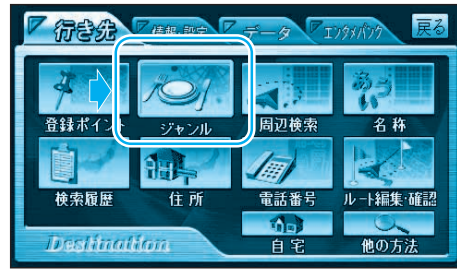 行き先 情報・設定 データ エンタメバンク 戻る
登録ポイント ジャンル 周辺検索 名称
検索履歴 住所 電話番号 ルート編集・確認
Destination 自宅 他の方法